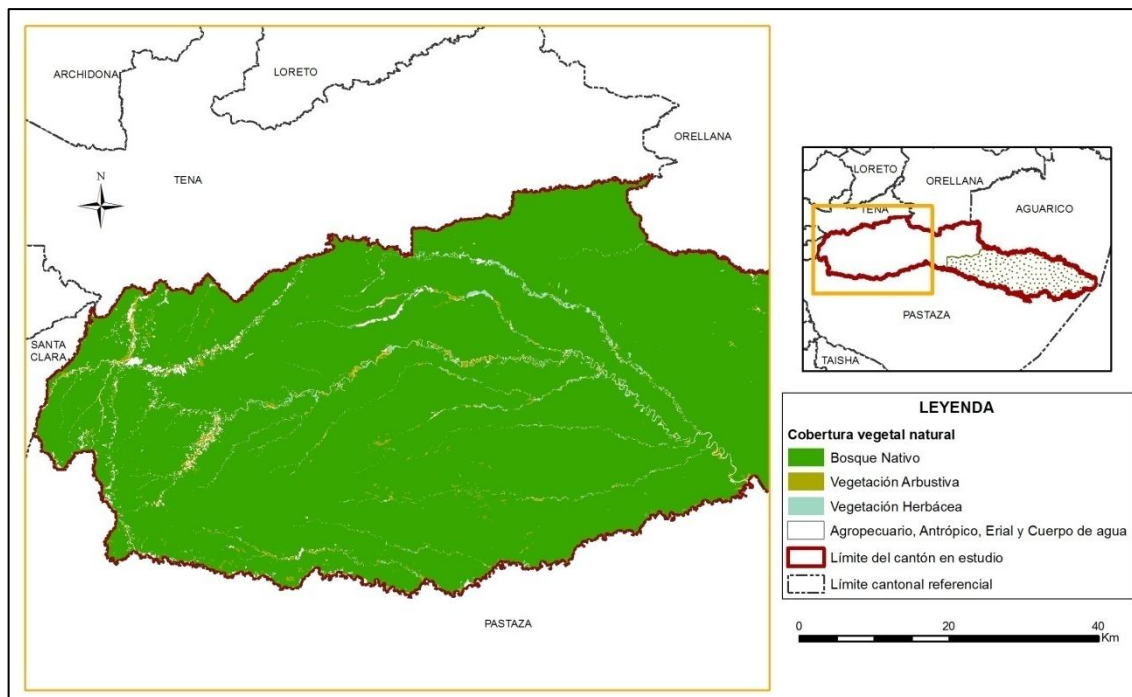 ARCHIDONA
LORETO
ORELLANA
N
TENA
SANTA
CLARA
PASTAZA
LORETO
ORELLANA
TENA
AGUARICO
PASTAZA
TAISHA
LEYENDA
Cobertura vegetal natural
Bosque Nativo
Vegetación Arbustiva
Vegetación Herbácea
Agropecuario, Antrópico, Erial y Cuerpo de agua
Límite del cantón en estudio
Límite cantonal referencial
0 20 40
Km